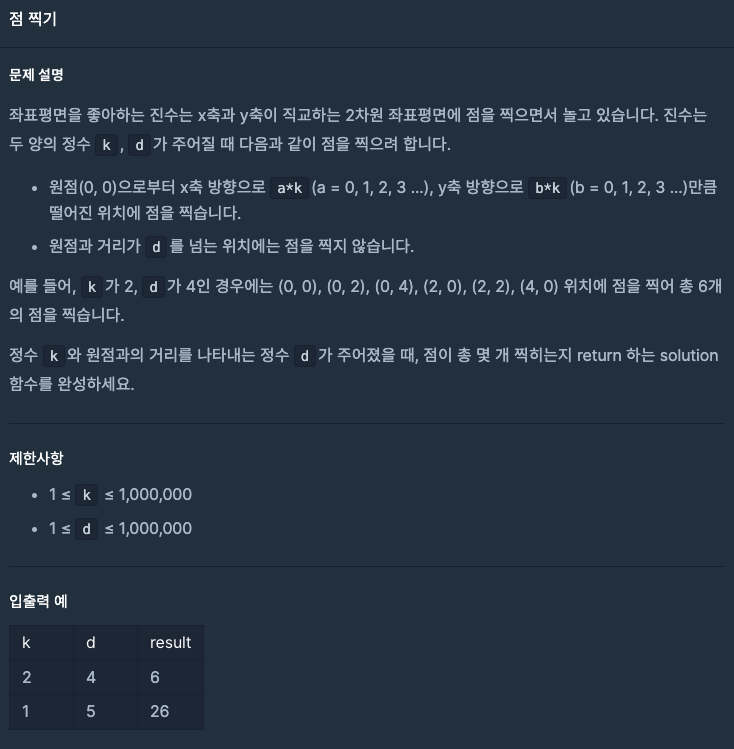 점 찍기
문제 설명
좌표평면을 좋아하는 진수는 x축과 y축이 직교하는 2차원 좌표평면에 점을 찍으면서 놀고 있습니다. 진수는
두 양의 정수 k, d가 주어질 때 다음과 같이 점을 찍으려 합니다.
• 원점(0, 0)으로부터 x축 방향으로 a*k(a = 0, 1, 2, 3 ...), y축 방향으로 b*k(b = 0, 1, 2, 3 ...)만큼
떨어진 위치에 점을 찍습니다.
• 원점과 거리가 d를 넘는 위치에는 점을 찍지 않습니다.
예를 들어, k가 2, d가 4인 경우에는 (0, 0), (0, 2), (0, 4), (2, 0), (2, 2), (4, 0) 위치에 점을 찍어 총 6개
의 점을 찍습니다.
정수 k와 원점과의 거리를 나타내는 정수 d가 주어졌을 때, 점이 총 몇 개 찍히는지 return 하는 solution
함수를 완성하세요.
제한사항
• 1 ≤ k ≤ 1,000,000
• 1 ≤ d ≤ 1,000,000
입출력 예
k d result
2 4 6
1 5 26